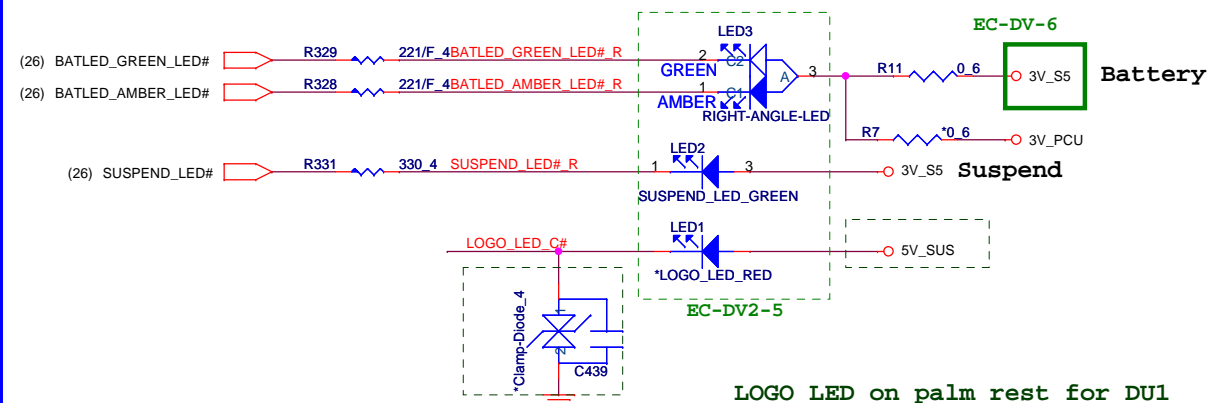 EC-DV-6
LED3
(26) BATLED_GREEN_LED# R329 221/F_4 BATLED_GREEN_LED#_R 2 C2
GREEN A 3 R11 0_6 3V_S5 Battery
(26) BATLED_AMBER_LED# R328 221/F_4 BATLED_AMBER_LED#_R 1 C1
AMBER
RIGHT-ANGLE-LED
R7 *0_6 3V_PCU
LED2
(26) SUSPEND_LED# R331 330_4 SUSPEND_LED#_R 1 3 3V_S5 Suspend
SUSPEND_LED_GREEN
LED1
LOGO_LED_C# 5V_SUS
*LOGO_LED_RED
EC-DV2-5
*Clamp-Diode_4
1
2
C439
LOGO LED on palm rest for DU1